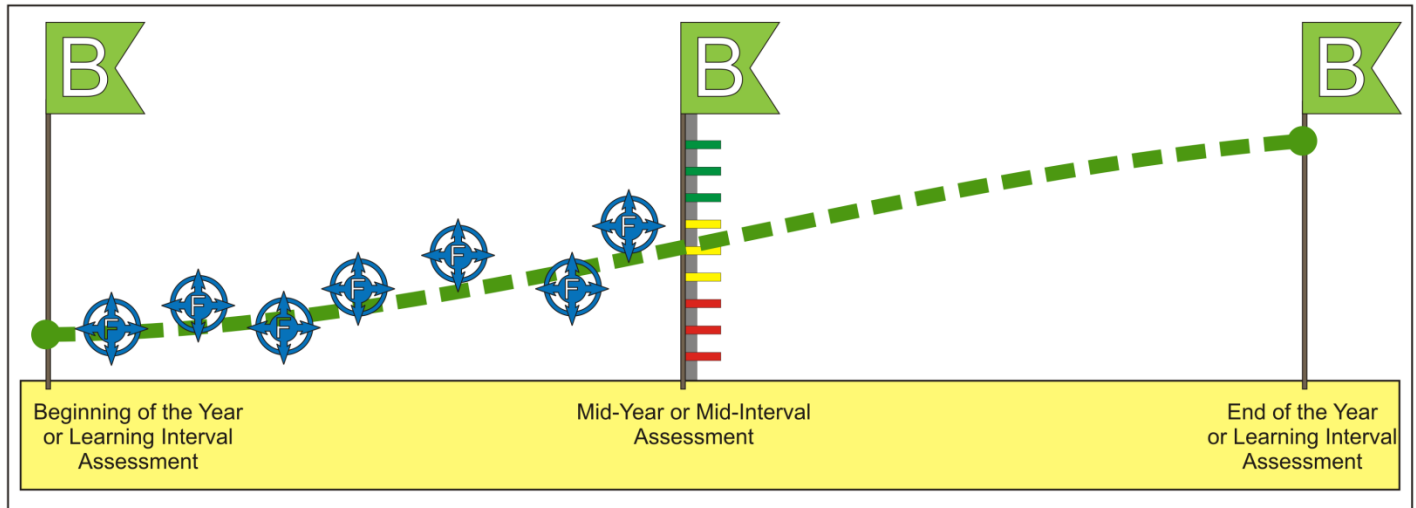 B
B
B
F
F
F
F
F
F
F
Beginning of the Year
or Learning Interval
Assessment
Mid-Year or Mid-Interval
Assessment
End of the Year
or Learning Interval
Assessment